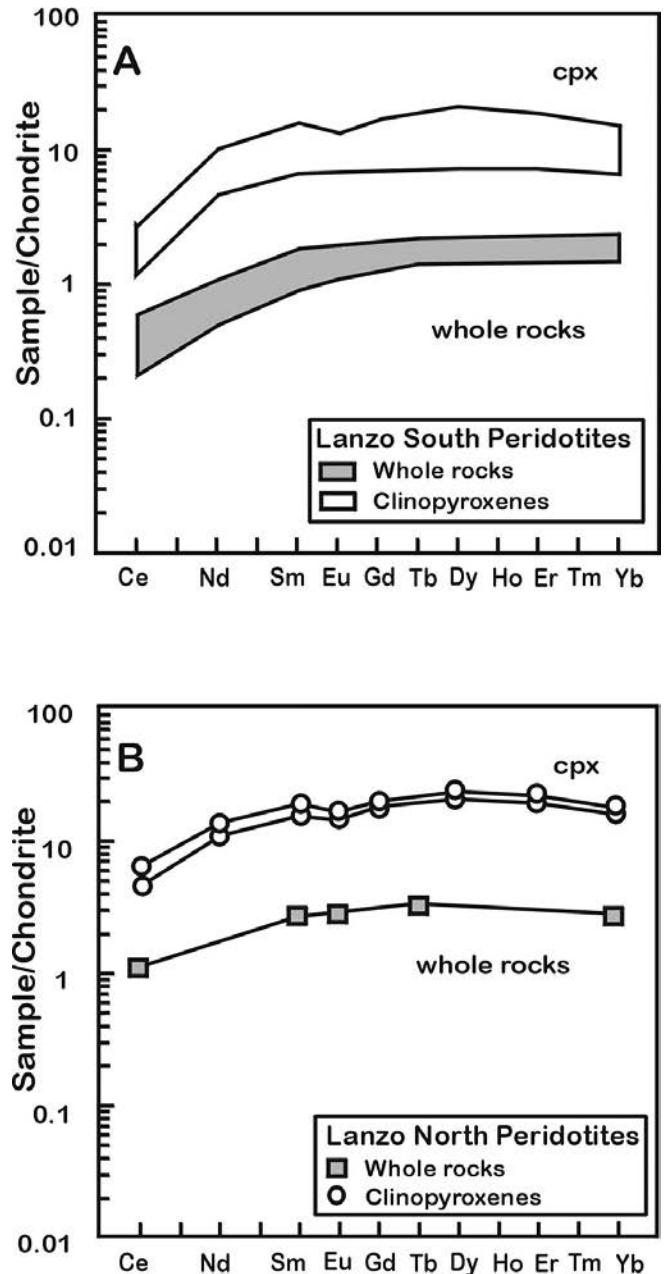 100
A
cpx
10
1
whole rocks
0.1
Lanzo South Peridotites
Whole rocks
Clinopyroxenes
0.01
Sample/Chondrite
Ce Nd Sm Eu Gd Tb Dy Ho Er Tm Yb
100
B
cpx
10
1
whole rocks
0.1
Lanzo North Peridotites
Whole rocks
Clinopyroxenes
0.01
Sample/Chondrite
Ce Nd Sm Eu Gd Tb Dy Ho Er Tm Yb